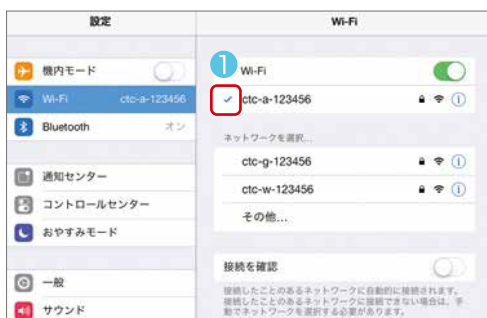 設定
機内モード
Wi-Fi ctc-a-123456
Bluetooth オン
通知センター
コントロールセンター
おやすみモード
一般
サウンド
Wi-Fi
1 Wi-Fi
ctc-a-123456
ネットワークを選択...
ctc-g-123456
ctc-w-123456
その他...
接続を確認
接続したことのあるネットワークに自動的に接続されます。
接続したことのあるネットワークに接続できない場合は、手
動でネットワークを選択する必要があります。